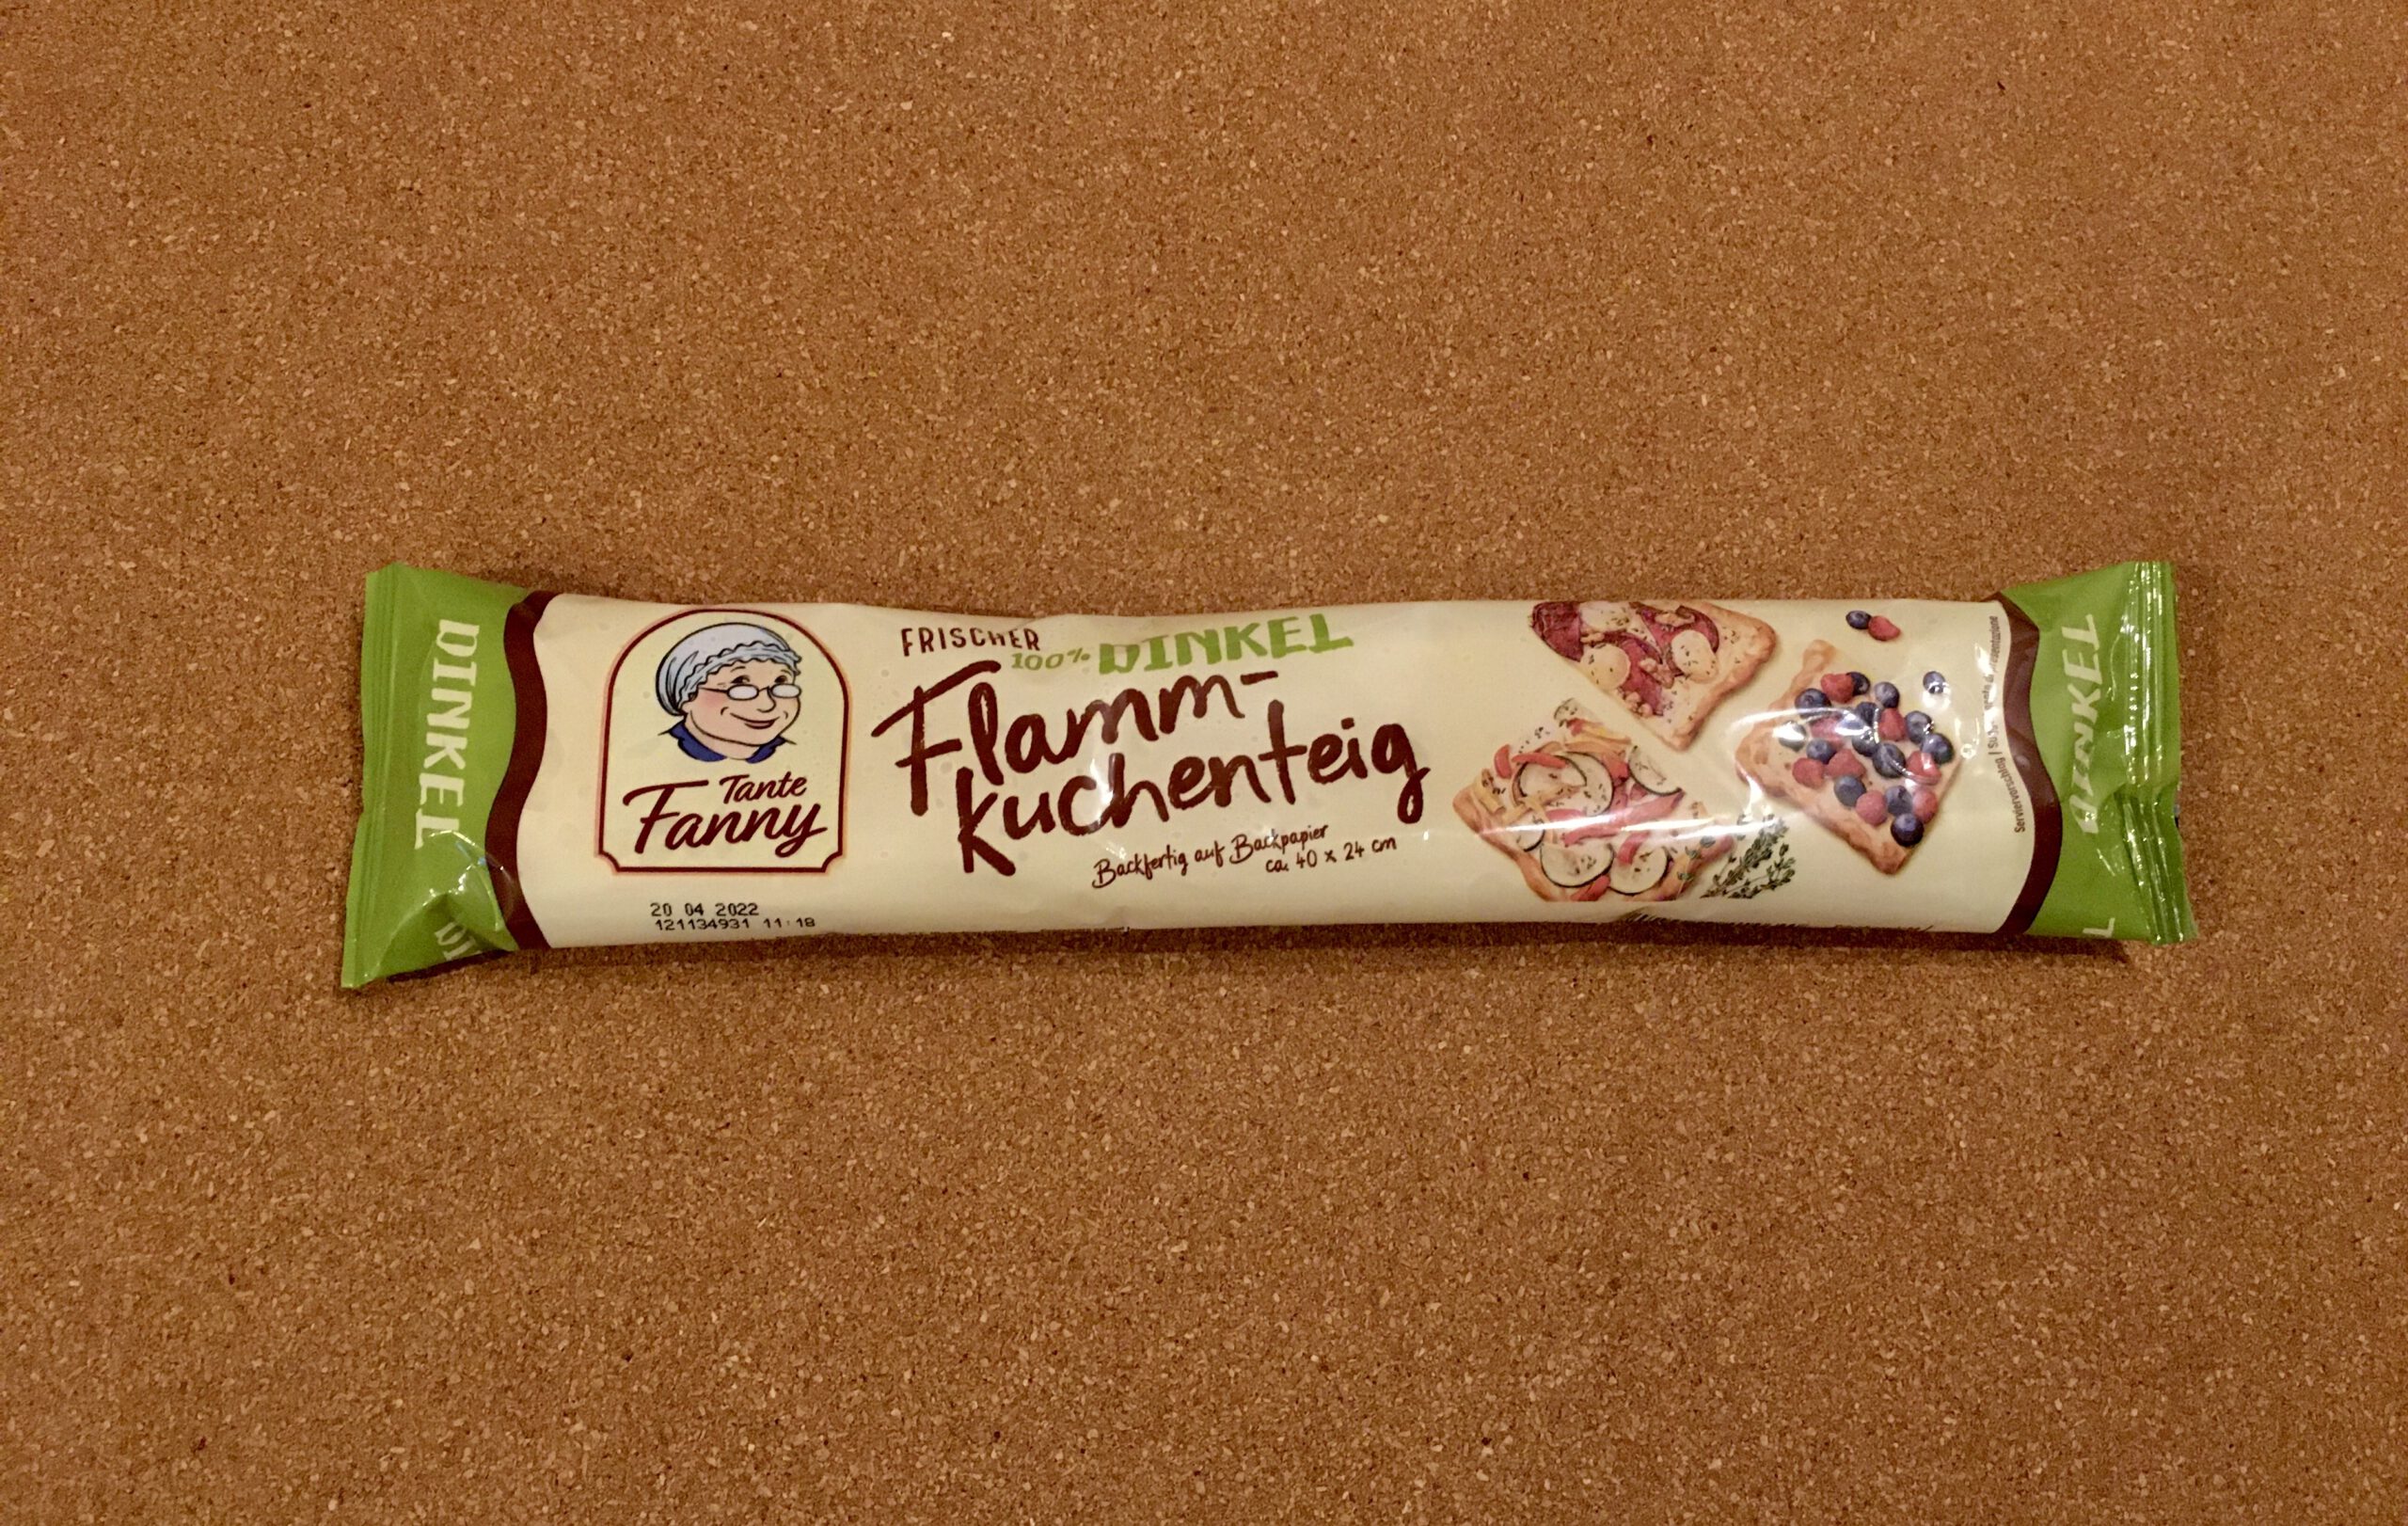 DINKEL
Tante
Fanny
FRISCHER
100% DINKEL
Flamm-
kuchenteig
Backfertig auf Backpapier
ca. 40 x 24 cm
20 04 2022
121134931 11:18
Serviervorschlag |
DINKEL